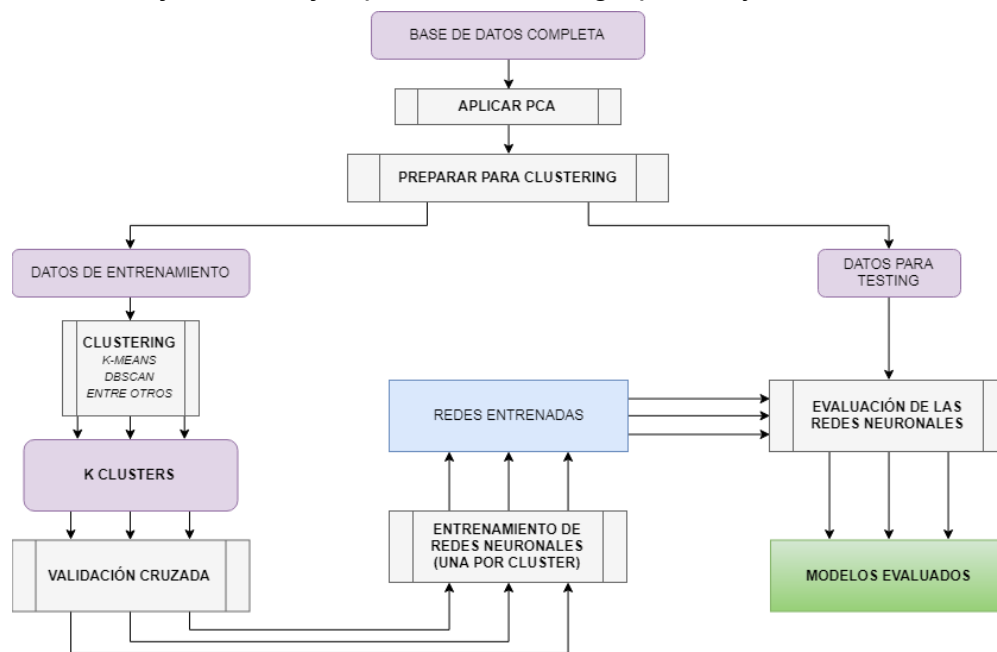 BASE DE DATOS COMPLETA
APLICAR PCA
PREPARAR PARA CLUSTERING
DATOS DE ENTRENAMIENTO
DATOS PARA
TESTING
CLUSTERING
K-MEANS
DBSCAN
ENTRE OTROS
REDES ENTRENADAS
EVALUACIÓN DE LAS
REDES NEURONALES
K CLUSTERS
ENTRENAMIENTO DE
REDES NEURONALES
(UNA POR CLUSTER)
VALIDACIÓN CRUZADA
MODELOS EVALUADOS